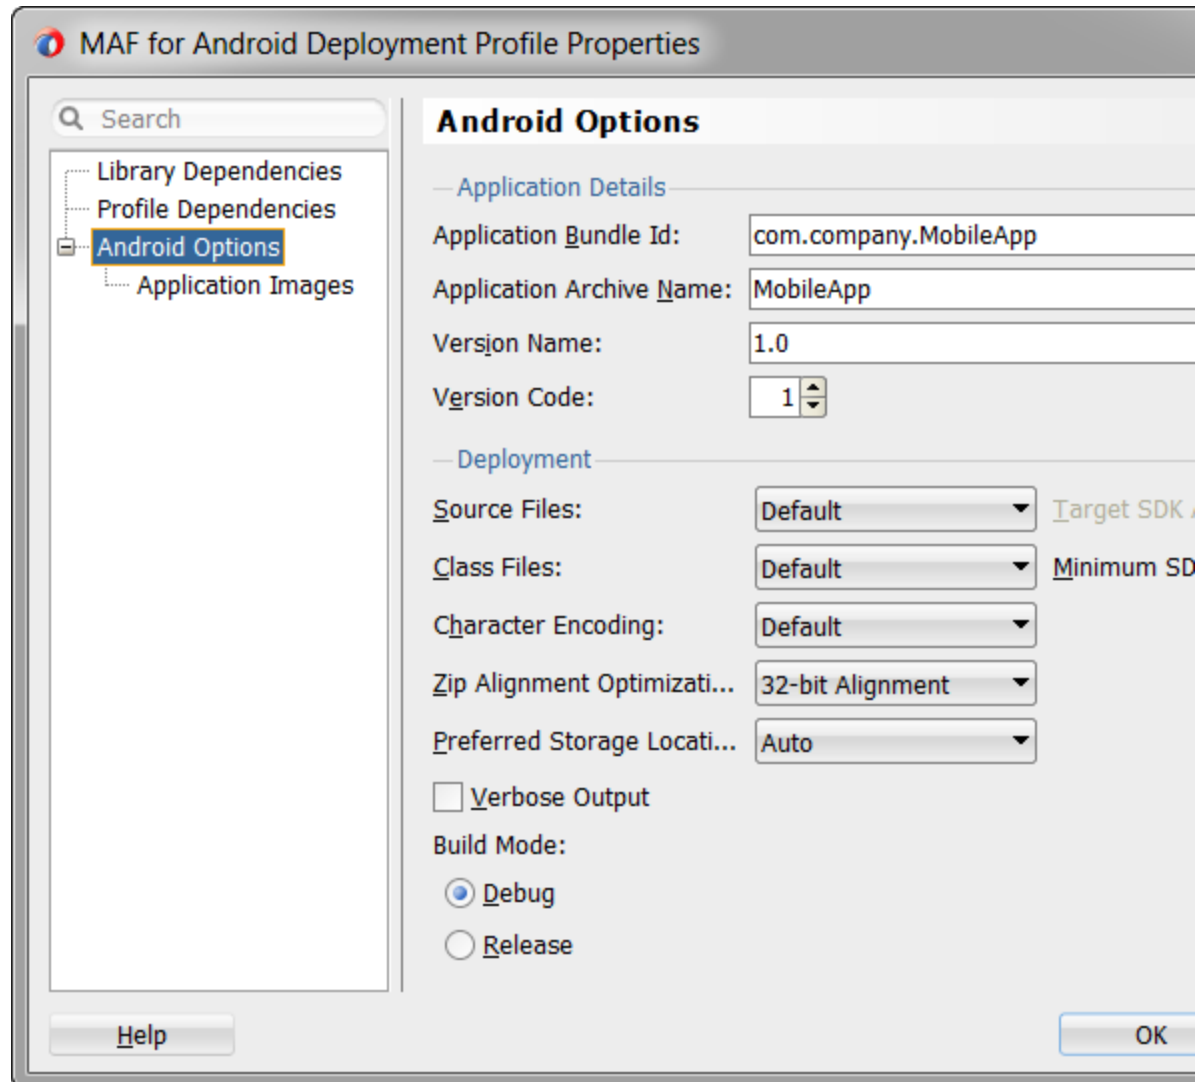 MAF for Android Deployment Profile Properties
Search
Library Dependencies
Profile Dependencies
Android Options
Application Images
Android Options
Application Details
Application Bundle Id: com.company.MobileApp
Application Archive Name: MobileApp
Version Name: 1.0
Version Code: 1
Deployment
Source Files: Default Target SDK
Class Files: Default Minimum
Character Encoding: Default
Zip Alignment Optimizati... 32-bit Alignment
Preferred Storage Locati... Auto
Verbose Output
Build Mode:
Debug
Release
Help OK